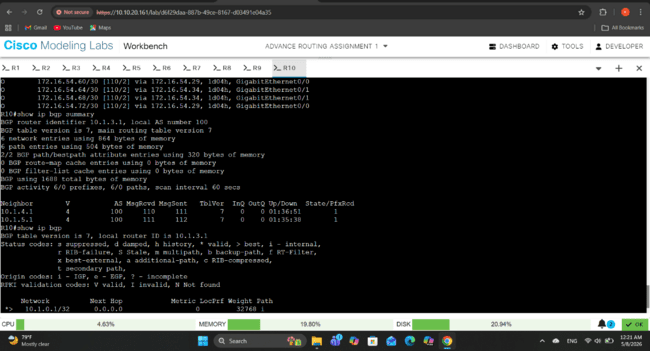 Not secure https://10.10.20.161/lab/d6f29daa-887b-49ce-8167-d03491e04a35
Gmail YouTube Maps All Bookmarks
Cisco Modeling Labs Workbench ADVANCE ROUTING ASSIGNMENT 1 DASHBOARD TOOLS DEVELOPER
R1 R2 R3 R4 R5 R6 R7 R8 R9 R10
O 172.16.54.60/30 [110/2] via 172.16.54.29, 1d04h, GigabitEthernet0/0
O 172.16.54.64/30 [110/2] via 172.16.54.34, 1d04h, GigabitEthernet0/1
O 172.16.54.68/30 [110/2] via 172.16.54.34, 1d04h, GigabitEthernet0/1
O 172.16.54.72/30 [110/2] via 172.16.54.29, 1d04h, GigabitEthernet0/0
R10#show ip bgp summary
BGP router identifier 10.1.3.1, local AS number 100
BGP table version is 7, main routing table version 7
6 network entries using 864 bytes of memory
6 path entries using 504 bytes of memory
2/2 BGP path/bestpath attribute entries using 320 bytes of memory
0 BGP route-map cache entries using 0 bytes of memory
0 BGP filter-list cache entries using 0 bytes of memory
BGP using 1688 total bytes of memory
BGP activity 6/0 prefixes, 6/0 paths, scan interval 60 secs
Neighbor V AS MsgRcvd MsgSent TblVer InQ OutQ Up/Down State/PfxRcd
10.1.4.1 4 100 110 111 7 0 0 01:36:51 1
10.1.5.1 4 100 111 112 7 0 0 01:35:38 1
R10#show ip bgp
BGP table version is 7, local router ID is 10.1.3.1
Status codes: s suppressed, d damped, h history, * valid, > best, i - internal,
r RIB-failure, S Stale, m multipath, b backup-path, f RT-Filter,
x best-external, a additional-path, c RIB-compressed,
t secondary path,
Origin codes: i - IGP, e - EGP, ? - incomplete
RPKI validation codes: V valid, I invalid, N Not found
Network Next Hop Metric LocPrf Weight Path
*> 10.1.0.1/32 0.0.0.0 0 32768 i
CPU 4.63% MEMORY 19.80% DISK 20.94% 2 OK
79°F
Mostly clear
Search
ENG
12:21 AM
5/8/2026